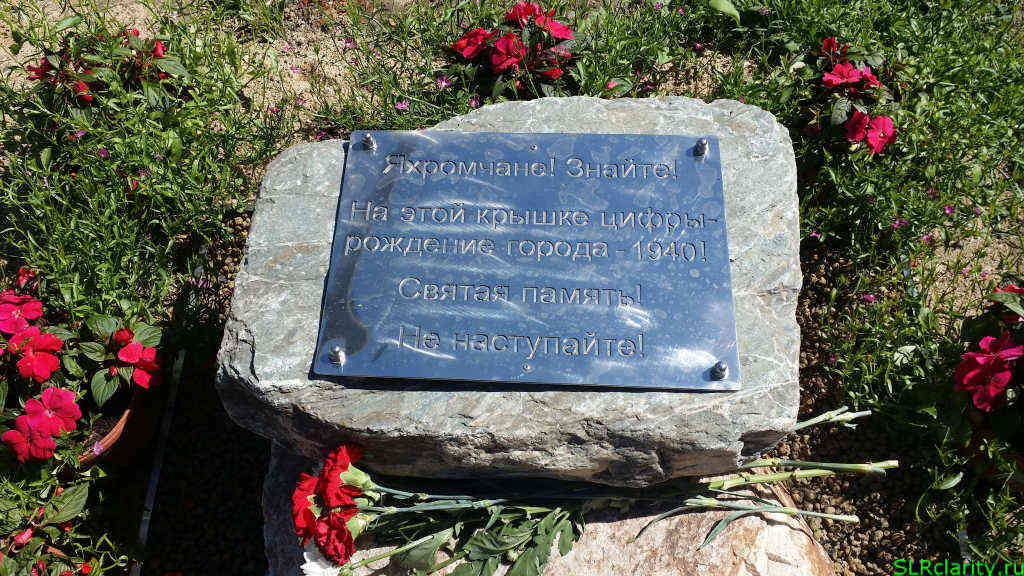 Яхромчане! Знайте!
На этой крышке цифры-
рождение города - 1940!
Святая память!
Не наступайте!
SLRclarity.ru